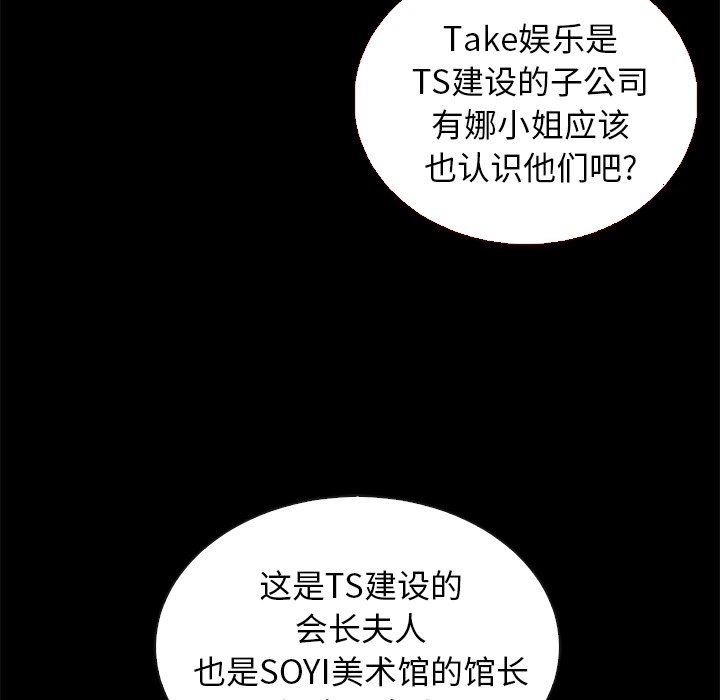 Take娱乐是
TS建设的子公司
有娜小姐应该
也认识他们吧?
这是TS建设的
会长夫人
也是SOYI美术馆的馆长